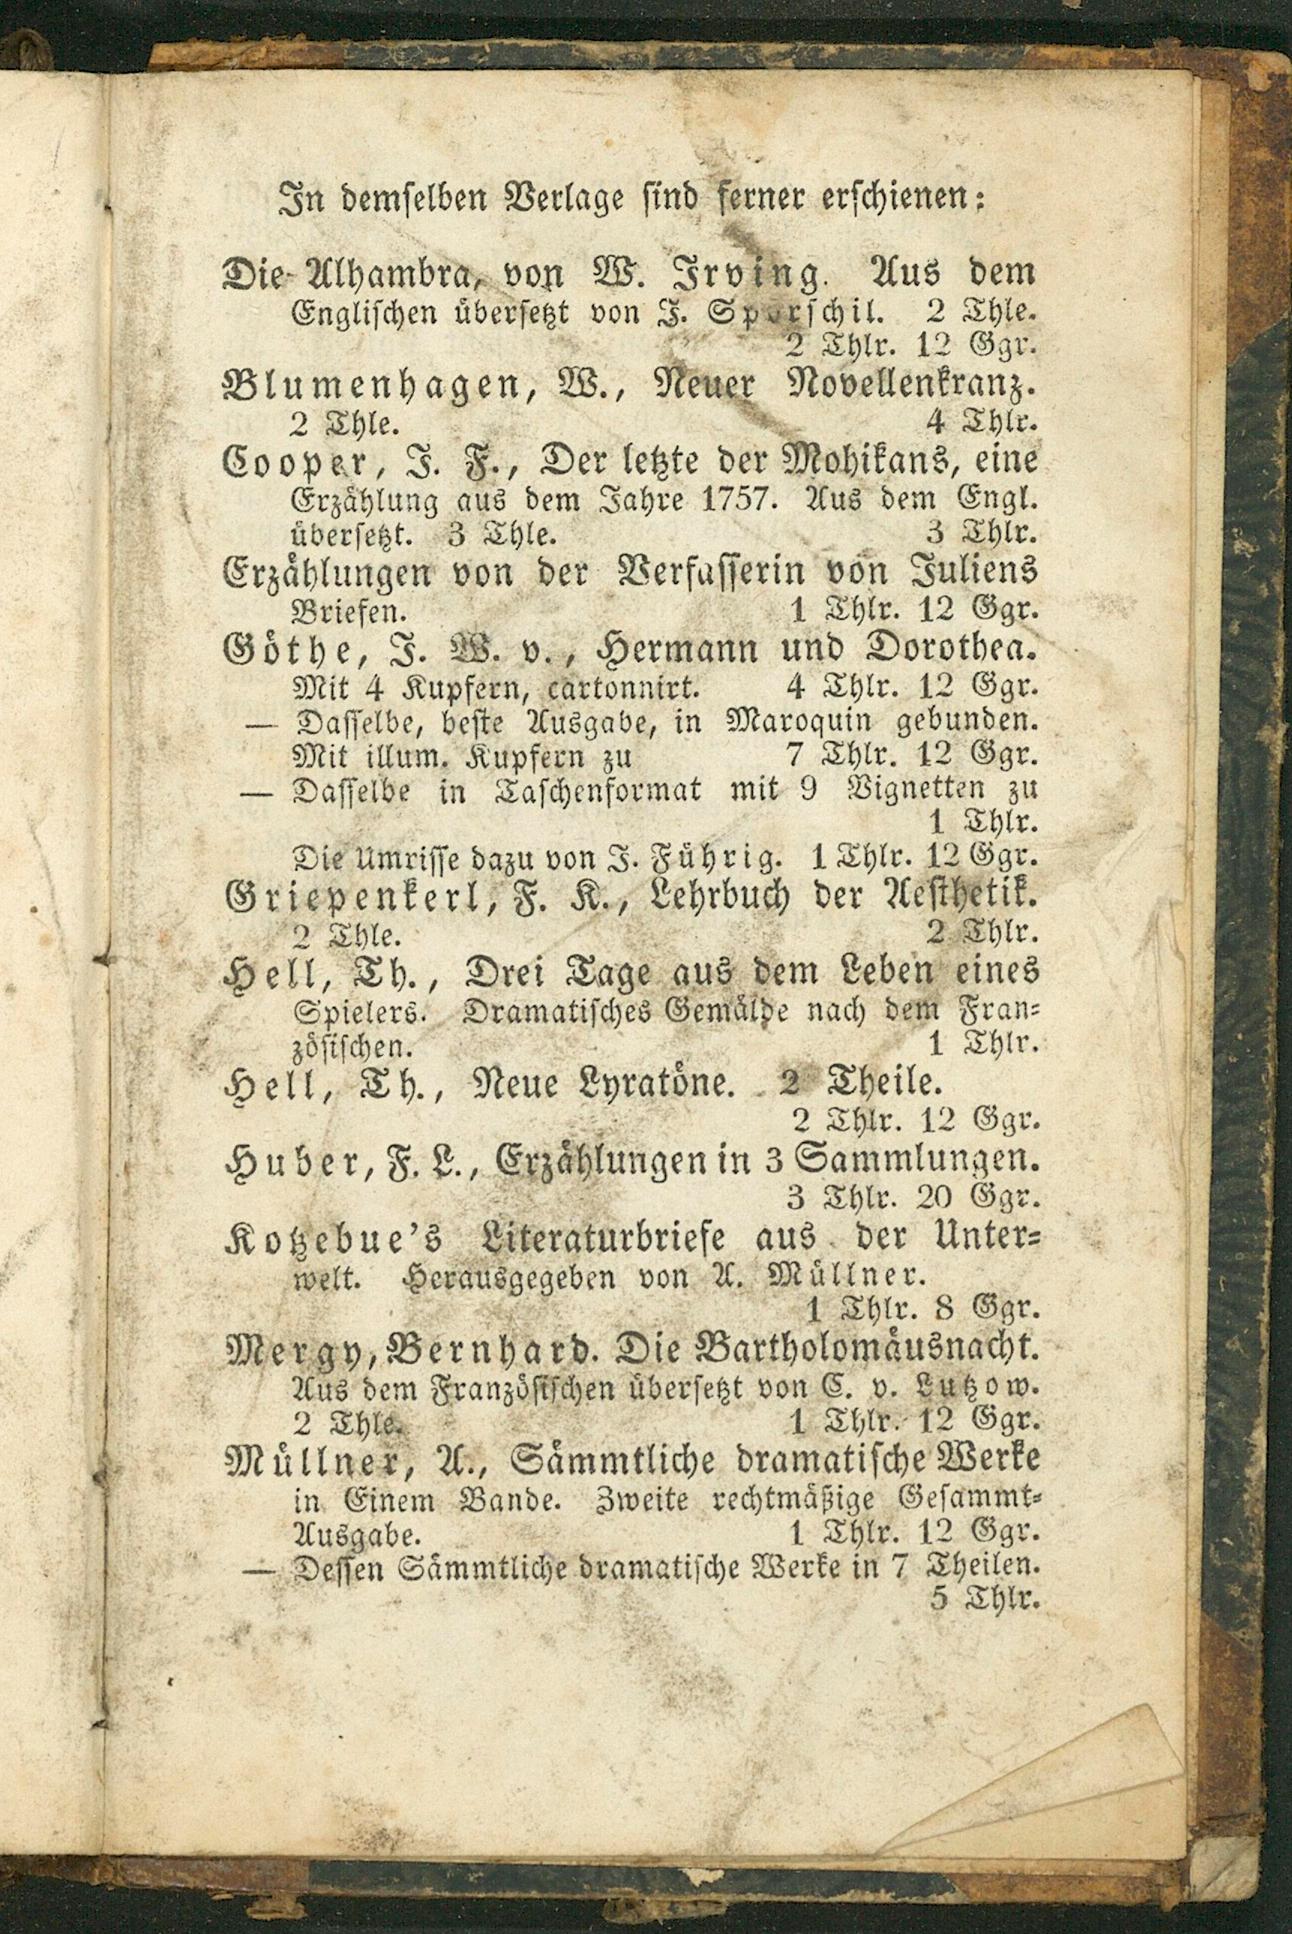 In demselben Verlage sind ferner erschienen:
Die Alhambra, von W. Irving. Aus dem
Englischen übersetzt von J. Sporschil. 2 Thle.
2 Thlr. 12 Ggr.
Blumenhagen, W., Neuer Novellenkranz.
2 Thle. 4 Thlr.
Cooper, J. F., Der letzte der Mohikans, eine
Erzählung aus dem Jahre 1757. Aus dem Engl.
übersetzt. 3 Thle. 3 Thlr.
Erzählungen von der Verfasserin von Juliens
Briefen. 1 Thlr. 12 Ggr.
Göthe, J. W. v., Hermann und Dorothea.
Mit 4 Kupfern, cartonnirt. 4 Thlr. 12 Ggr.
— Dasselbe, beste Ausgabe, in Maroquin gebunden.
Mit illum. Kupfern zu 7 Thlr. 12 Ggr.
— Dasselbe in Taschenformat mit 9 Vignetten zu
1 Thlr.
Die Umrisse dazu von J. Führig. 1 Thlr. 12 Ggr.
Griepenkerl, F. K., Lehrbuch der Aesthetik.
2 Thle. 2 Thlr.
Hell, Th., Drei Tage aus dem Leben eines
Spielers. Dramatisches Gemälde nach dem Fran-
zösischen. 1 Thlr.
Hell, Th., Neue Lyratöne. 2 Theile.
2 Thlr. 12 Ggr.
Huber, F. L., Erzählungen in 3 Sammlungen.
3 Thlr. 20 Ggr.
Kotzebue's Literaturbriefe aus der Unter-
welt. Herausgegeben von A. Müllner.
1 Thlr. 8 Ggr.
Mergy, Bernhard. Die Bartholomäusnacht.
Aus dem Französischen übersetzt von C. v. Lutzow.
2 Thle. 1 Thlr. 12 Ggr.
Müllner, A., Sämmtliche dramatische Werke
in Einem Bande. Zweite rechtmäßige Gesammt-
Ausgabe. 1 Thlr. 12 Ggr.
— Dessen Sämmtliche dramatische Werke in 7 Theilen.
5 Thlr.